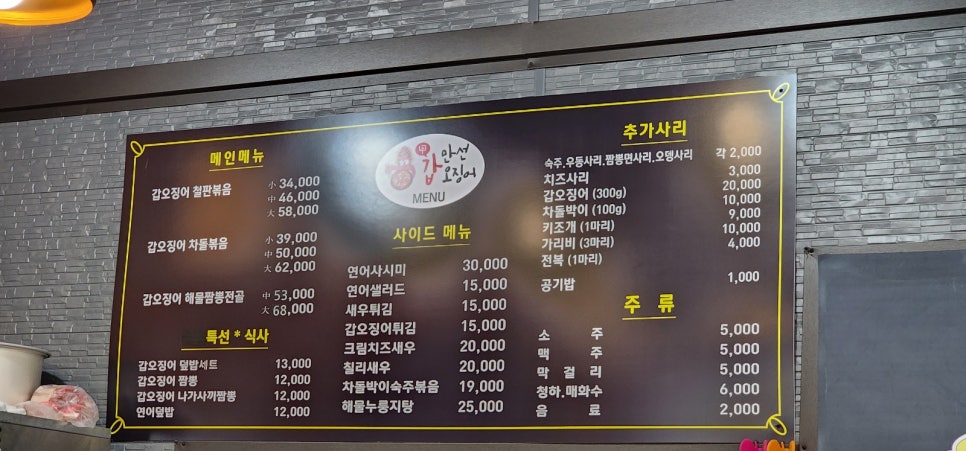 甲
갑
만선
오징어
MENU
메인메뉴
갑오징어 철판볶음 小 34,000
中 46,000
大 58,000
갑오징어 차돌볶음 小 39,000
中 50,000
大 62,000
갑오징어 해물짬뽕전골 中 53,000
大 68,000
특선 * 식사
갑오징어 덮밥세트 13,000
갑오징어 짬뽕 12,000
갑오징어 나가사끼짬뽕 12,000
연어덮밥 12,000
사이드 메뉴
연어사시미 30,000
연어샐러드 15,000
새우튀김 15,000
갑오징어튀김 15,000
크림치즈새우 20,000
칠리새우 20,000
차돌박이숙주볶음 19,000
해물누룽지탕 25,000
추가사리
숙주.우동사리.짬뽕면사리.오뎅사리 각 2,000
치즈사리 3,000
갑오징어 (300g) 20,000
차돌박이 (100g) 10,000
키조개 (1마리) 9,000
가리비 (3마리) 10,000
전복 (1마리) 4,000
공기밥 1,000
주 류
소 주 5,000
맥 주 5,000
막 걸 리 5,000
청하.매화수 6,000
음 료 2,000